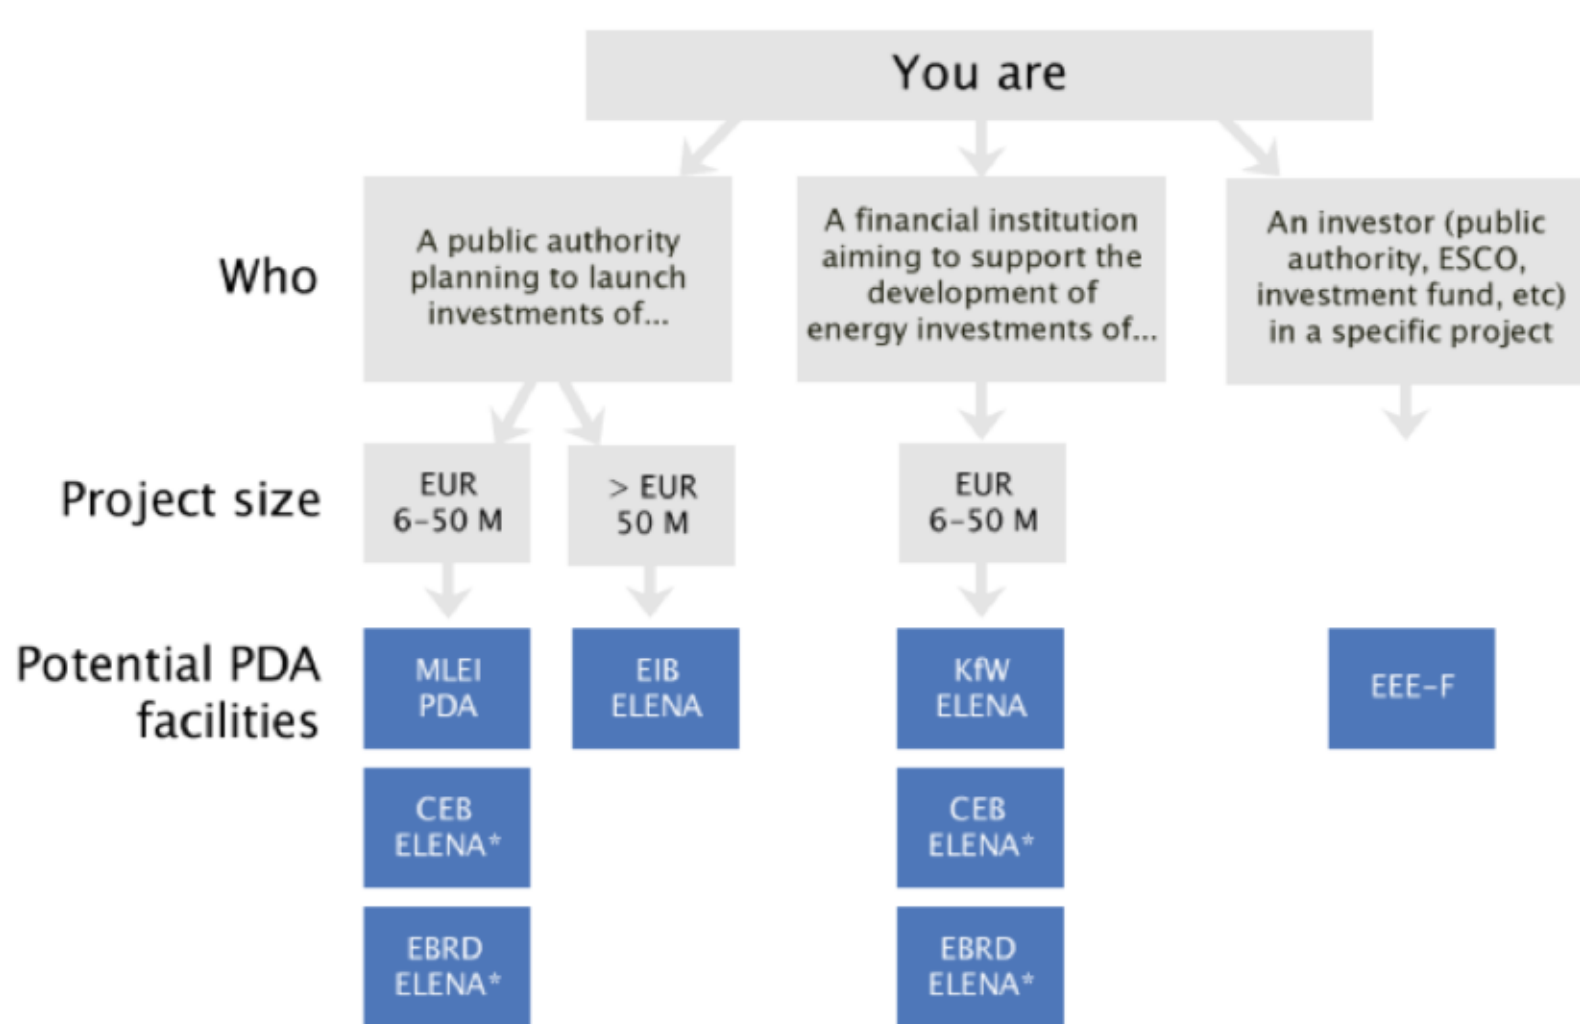 You are
Who
A public authority
planning to launch
investments of...
A financial institution
aiming to support the
development of
energy investments of...
An investor (public
authority, ESCO,
investment fund, etc)
in a specific project
Project size
EUR
6-50 M
> EUR
50 M
EUR
6-50 M
Potential PDA
facilities
MLEI
PDA
EIB
ELENA
KfW
ELENA
EEE-F
CEB
ELENA*
CEB
ELENA*
EBRD
ELENA*
EBRD
ELENA*